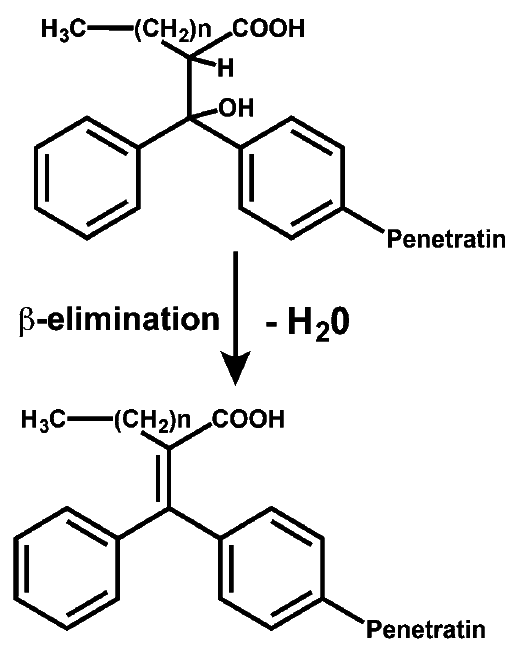 H₃C—(CH₂)n COOH
H
OH
Penetratin
β-elimination - H₂0
H₃C—(CH₂)n COOH
Penetratin